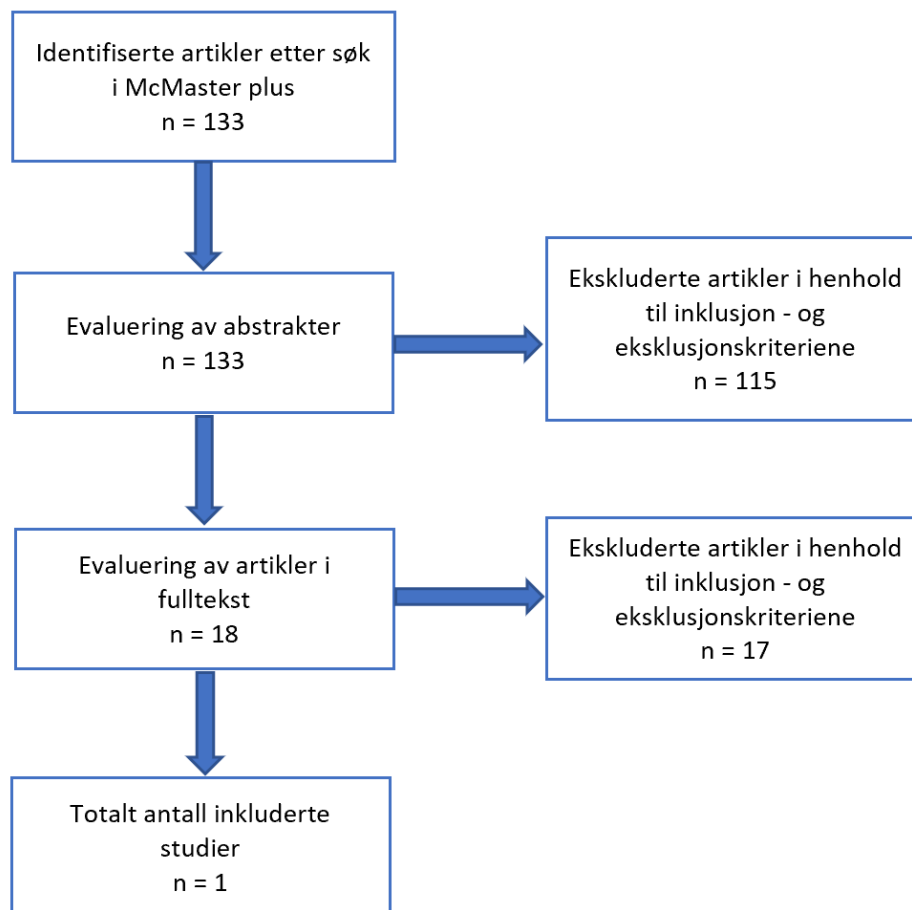 Identifiserte artikler etter søk
i McMaster plus
n = 133
Evaluering av abstrakter
n = 133
Ekskluderte artikler i henhold
til inklusjon - og
eksklusjonskriteriene
n = 115
Evaluering av artikler i
fulltekst
n = 18
Ekskluderte artikler i henhold
til inklusjon - og
eksklusjonskriteriene
n = 17
Totalt antall inkluderte
studier
n = 1